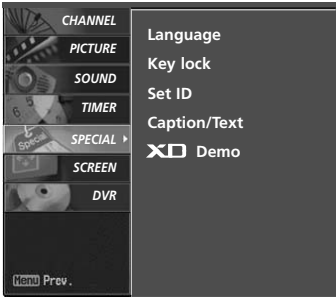 CHANNEL
PICTURE
SOUND
TIMER
SPECIAL
SCREEN
DVR
Menu Prev.
Language
Key lock
Set ID
Caption/Text
XD Demo